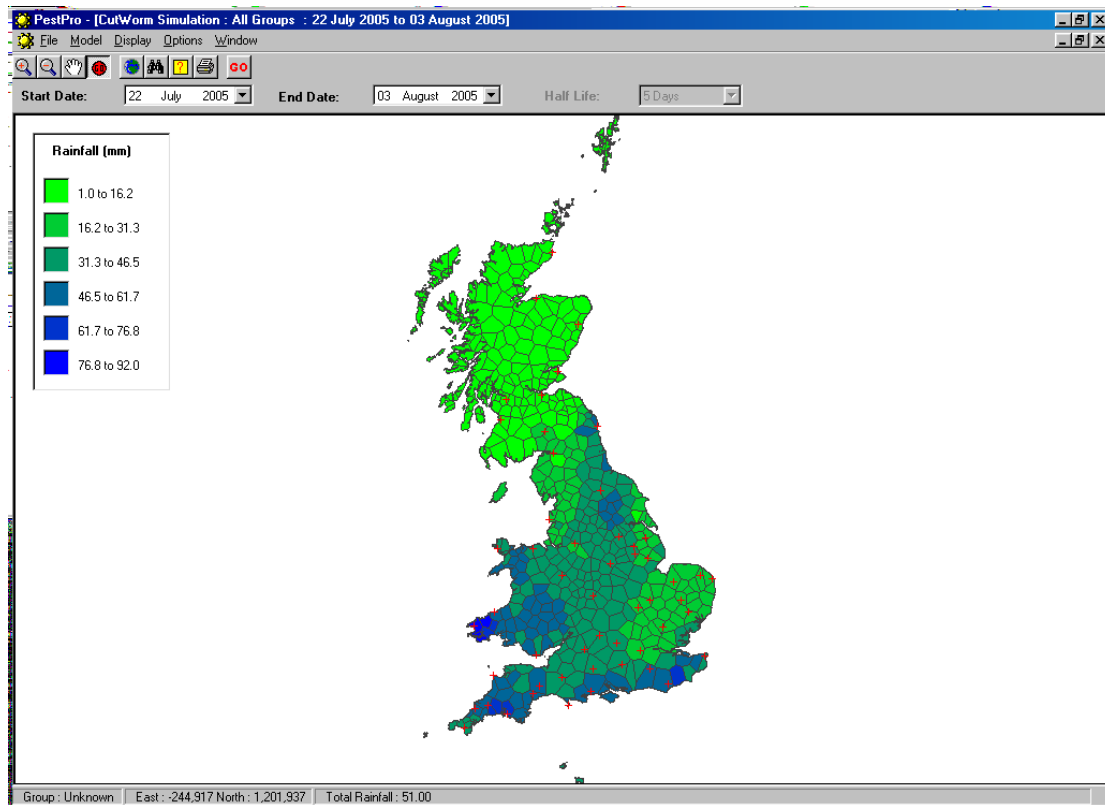 PestPro - [CutWorm Simulation : All Groups : 22 July 2005 to 03 August 2005]
File Model Display Options Window
GO
Start Date: 22 July 2005 End Date: 03 August 2005 Half Life: 5 Days
Rainfall (mm)
1.0 to 16.2
16.2 to 31.3
31.3 to 46.5
46.5 to 61.7
61.7 to 76.8
76.8 to 92.0
Group : Unknown East : -244,917 North : 1,201,937 Total Rainfall : 51.00